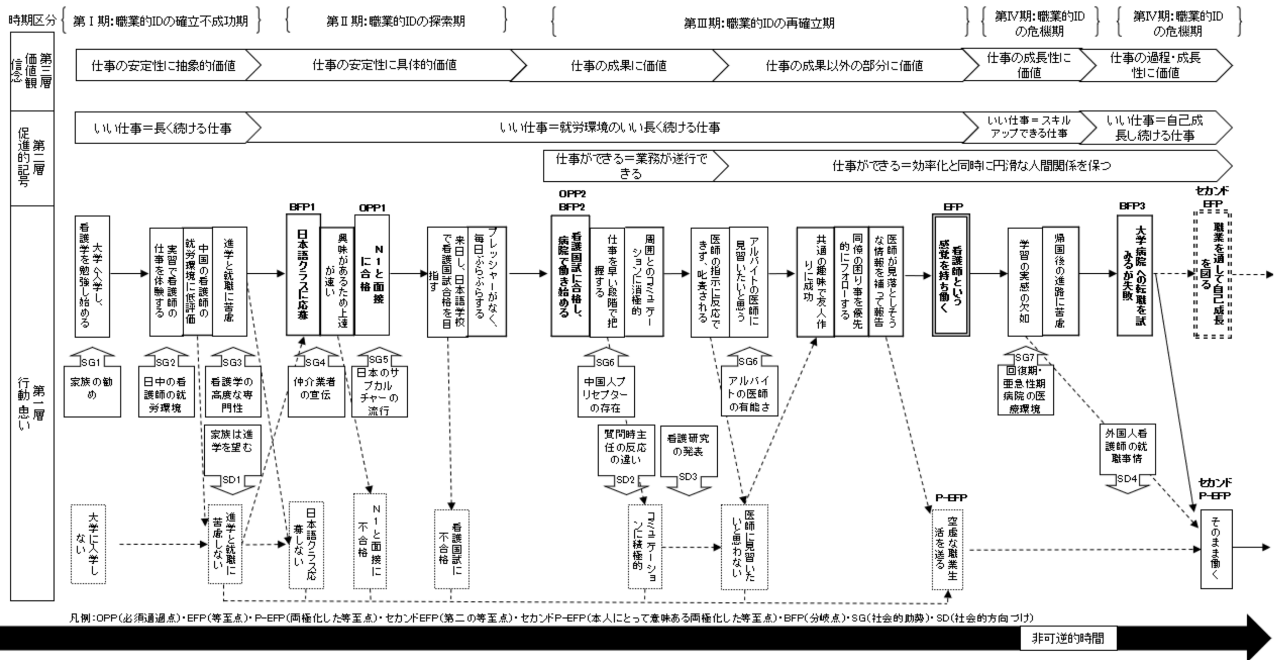 時期区分
第Ⅰ期:職業的IDの確立不成功期
第Ⅱ期:職業的IDの探索期
第Ⅲ期:職業的IDの再確立期
第Ⅳ期:職業的ID
の危機期
第Ⅳ期:職業的ID
の危機期
第三層
価値観
信念
仕事の安定性に抽象的価値
仕事の安定性に具体的価値
仕事の成果に価値
仕事の成果以外の部分に価値
仕事の成長性に
価値
仕事の過程・成長
性に価値
第二層
促進的記号
いい仕事=長く続ける仕事
いい仕事=就労環境のいい長く続ける仕事
いい仕事=スキル
アップできる仕事
いい仕事=自己成
長し続ける仕事
仕事ができる=業務が遂行で
きる
仕事ができる=効率化と同時に円滑な人間関係を保つ
第一層
行動思い
大学へ入学し、
看護学を勉強し始める
中国の看護師の
就労環境に低評価
実習で看護師の
仕事を体験する
進学と就職に苦慮
BFP1
日本語クラスに応募
興味があるため上達
が速い
OPP1
N1と面接
に合格
来日し、日本語学校
で看護国試合格を目
指す
プレッシャーがなく、
毎日ぶらぶらする
OPP2
BFP2
看護国試に合格し、
病院で働き始める
仕事を早い段階で把
握する
周囲とのコミュニケー
ションに消極的
医師の指示に反応で
きず、叱責される
アルバイトの医師に
見習いたいと思う
共通の趣味で友人作
りに成功
同僚の困り事を優先
的にフォローする
医師が見落としそう
な情報を補って報告
EFP
看護師という
感覚を持ち働く
学習の実感の欠如
帰国後の進路に苦慮
BFP3
大学病院への転職を試
みるが失敗
セカンド
EFP
職業を通して自己成長
を図る
SG1
家族の勧
め
SG2
日中の看
護師の就
労環境
SG3
看護学の
高度な専
門性
SG4
仲介業者
の宣伝
SG5
日本のサ
ブカル
チャーの
流行
SG6
中国人プ
リセプター
の存在
SG6
アルバイ
トの医師
の有能さ
SG7
回復期・
亜急性期
病院の医
療環境
家族は進
学を望む
SD1
質問時主
任の反応
の違い
SD2
看護研究
の発表
SD3
外国人看
護師の就
職事情
SD4
大学に入学し
ない
進学と就職に
苦慮しない
日本語クラス応
募しない
N1と面接に
不合格
看護国試に
不合格
コミュニケーショ
ンに積極的
医師に見習いた
いと思わない
P-EFP
空虚な職業生
活を送る
セカンド
P-EFP
そのまま働く
凡例:OPP(必須通過点)・EFP(等至点)・P-EFP(両極化した等至点)・セカンドEFP(第二の等至点)・セカンドP-EFP(本人にとって意味ある両極化した等至点)・BFP(分岐点)・SG(社会的助勢)・SD(社会的方向づけ)
非可逆的時間